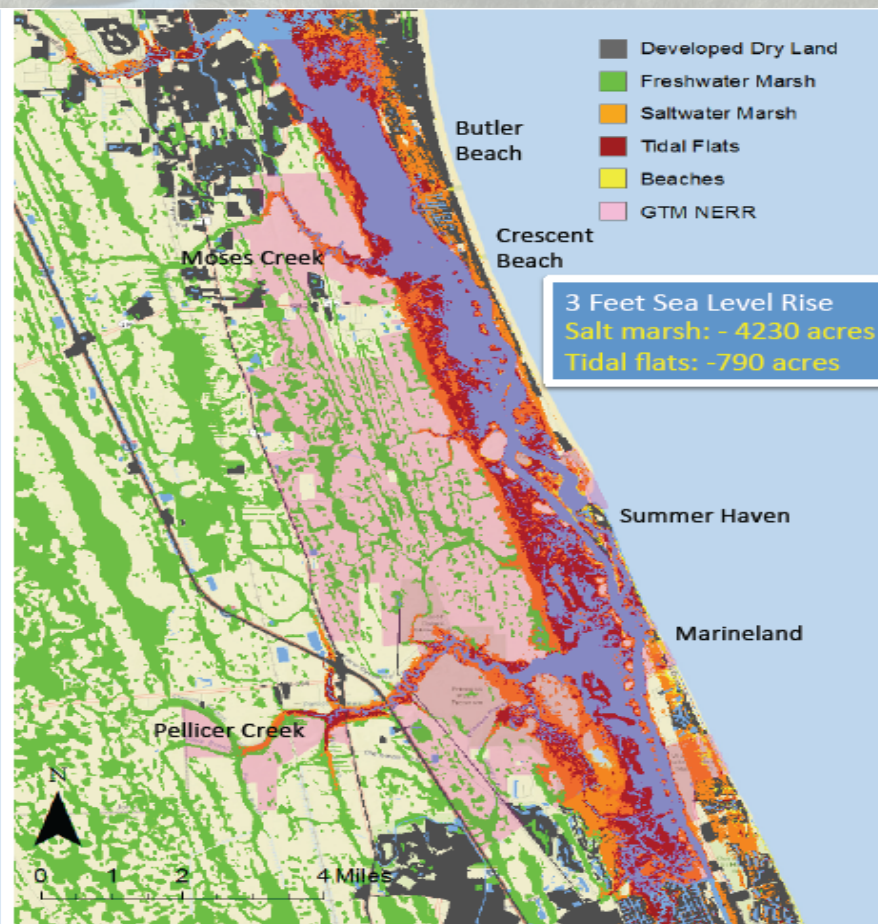 Developed Dry Land
Freshwater Marsh
Saltwater Marsh
Tidal Flats
Beaches
GTM NERR
Butler
Beach
Crescent
Beach
Moses Creek
3 Feet Sea Level Rise
Salt marsh: - 4230 acres
Tidal flats: -790 acres
Summer Haven
Marineland
Pellicer Creek
N
0 1 2 4 Miles